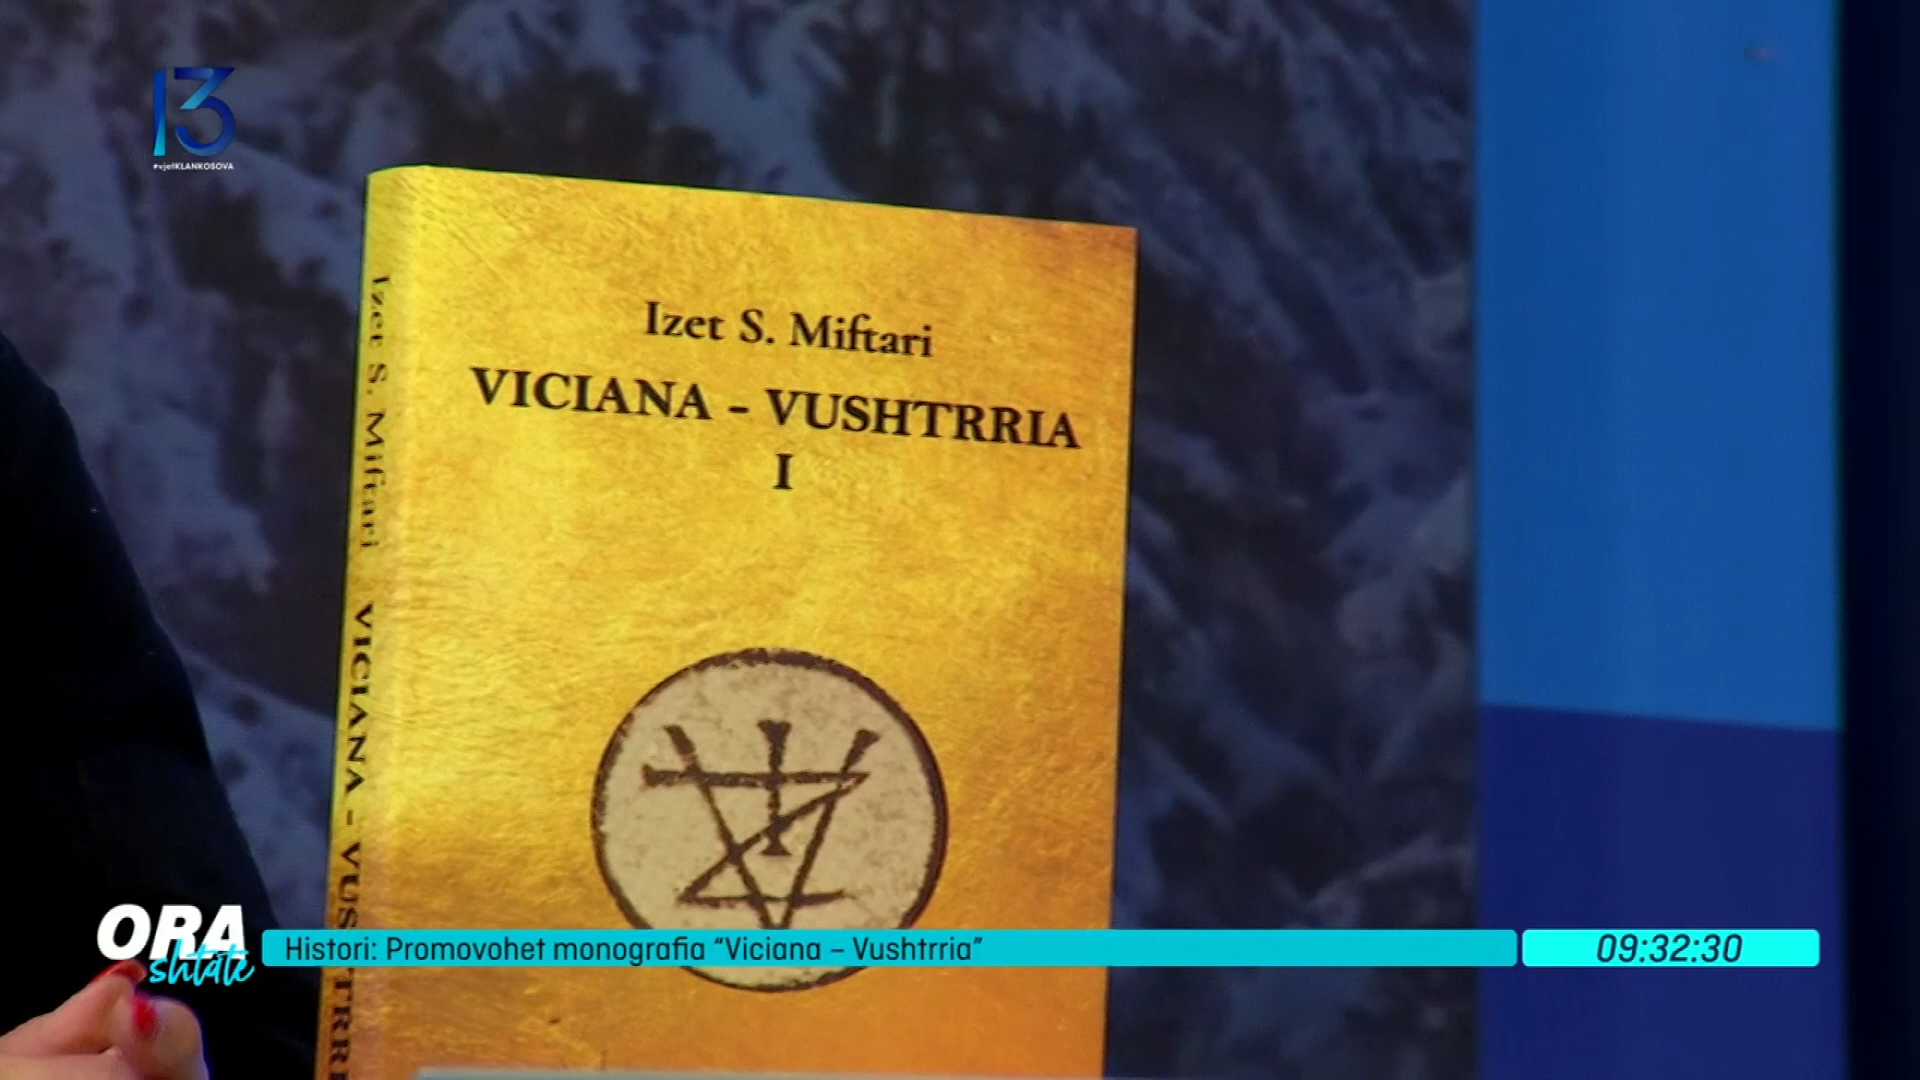 13
#vjetKLANKOSOVA
Izet S. Miftari
VICIANA - VUSHTRRIA
I
Izet S. Miftari VICIANA - VUSHTRRI
ORA
shtatë
Histori: Promovohet monografia “Viciana – Vushtrria”
09:32:30